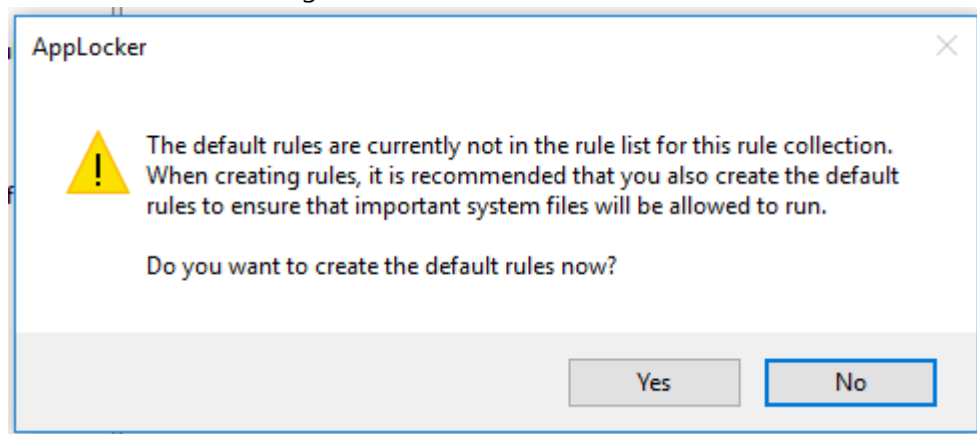 AppLocker
The default rules are currently not in the rule list for this rule collection.
When creating rules, it is recommended that you also create the default
rules to ensure that important system files will be allowed to run.
Do you want to create the default rules now?
Yes
No